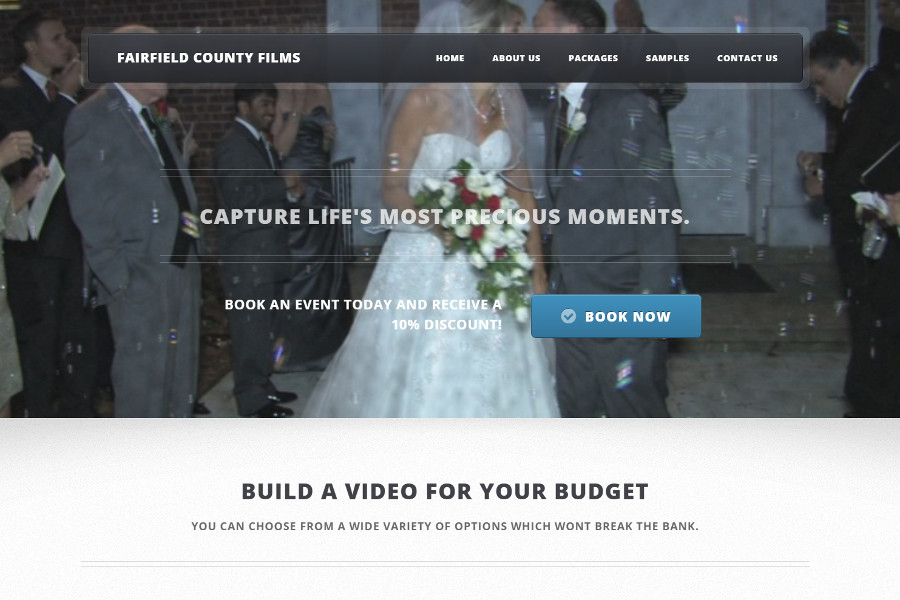 FAIRFIELD COUNTY FILMS
HOME ABOUT US PACKAGES SAMPLES CONTACT US
CAPTURE LIFE'S MOST PRECIOUS MOMENTS.
BOOK AN EVENT TODAY AND RECEIVE A
10% DISCOUNT!
BOOK NOW
BUILD A VIDEO FOR YOUR BUDGET
YOU CAN CHOOSE FROM A WIDE VARIETY OF OPTIONS WHICH WONT BREAK THE BANK.